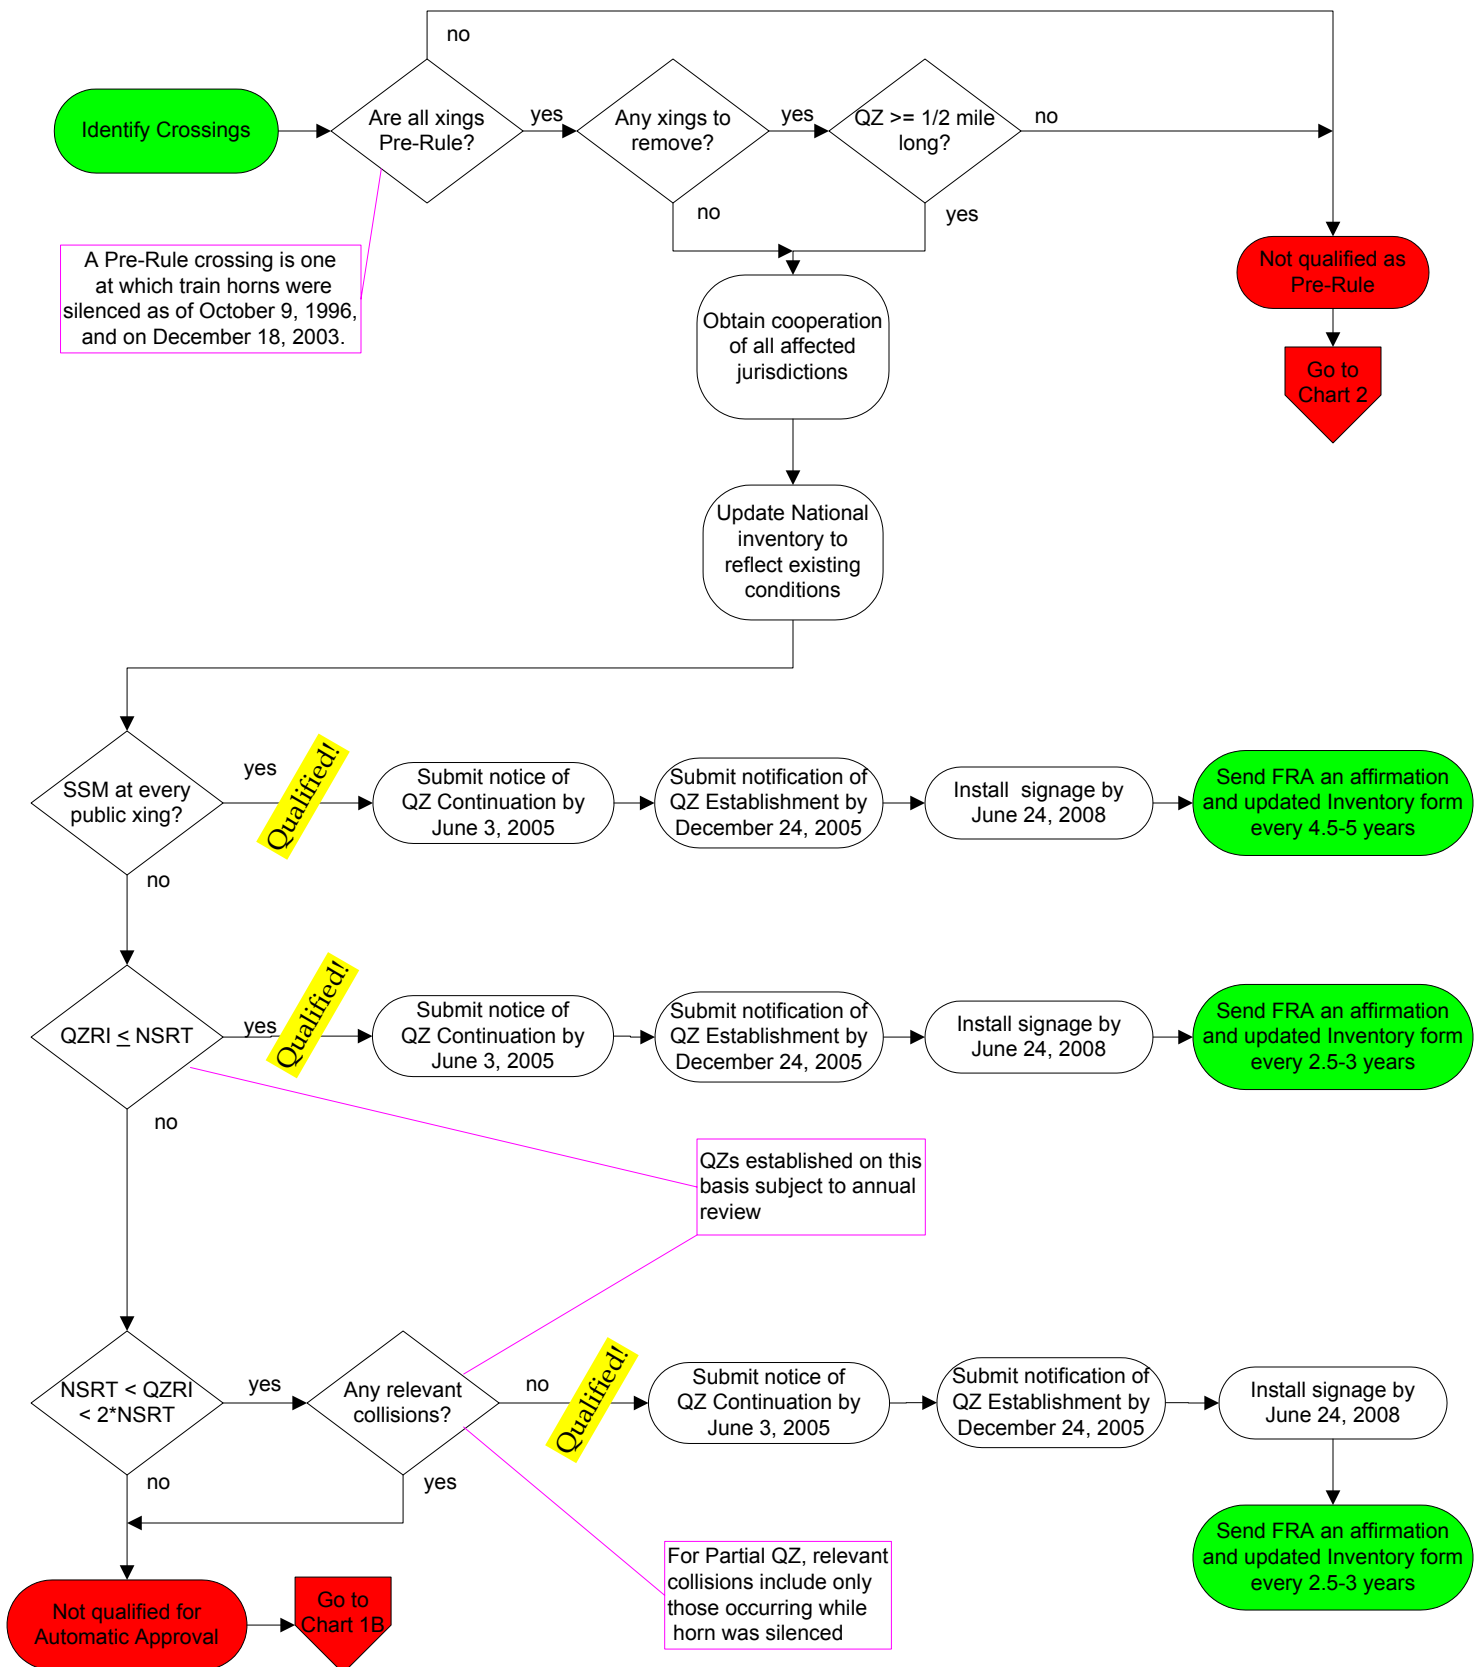 no
Identify Crossings
Are all xings
Pre-Rule?
yes
Any xings to
remove?
yes
QZ >= 1/2 mile
long?
no
no
yes
A Pre-Rule crossing is one
at which train horns were
silenced as of October 9, 1996,
and on December 18, 2003.
Not qualified as
Pre-Rule
Go to
Chart 2
Obtain cooperation
of all affected
jurisdictions
Update National
inventory to
reflect existing
conditions
SSM at every
public xing?
yes
Qualified!
Submit notice of
QZ Continuation by
June 3, 2005
Submit notification of
QZ Establishment by
December 24, 2005
Install signage by
June 24, 2008
Send FRA an affirmation
and updated Inventory form
every 4.5-5 years
no
QZRI ≤ NSRT
yes
Qualified!
Submit notice of
QZ Continuation by
June 3, 2005
Submit notification of
QZ Establishment by
December 24, 2005
Install signage by
June 24, 2008
Send FRA an affirmation
and updated Inventory form
every 2.5-3 years
no
QZs established on this
basis subject to annual
review
NSRT < QZRI
< 2*NSRT
yes
Any relevant
collisions?
no
Qualified!
Submit notice of
QZ Continuation by
June 3, 2005
Submit notification of
QZ Establishment by
December 24, 2005
Install signage by
June 24, 2008
no
yes
Send FRA an affirmation
and updated Inventory form
every 2.5-3 years
For Partial QZ, relevant
collisions include only
those occurring while
horn was silenced
Not qualified for
Automatic Approval
Go to
Chart 1B